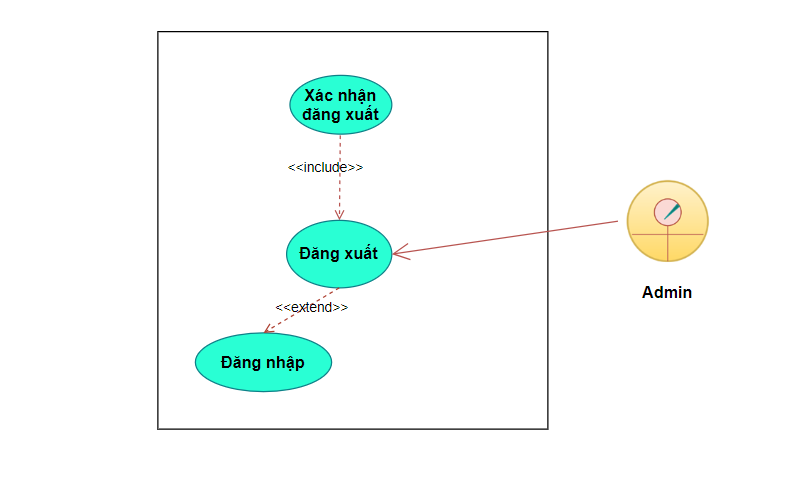 Xác nhận
đăng xuất
<<include>>
Đăng xuất
<<extend>>
Đăng nhập
Admin